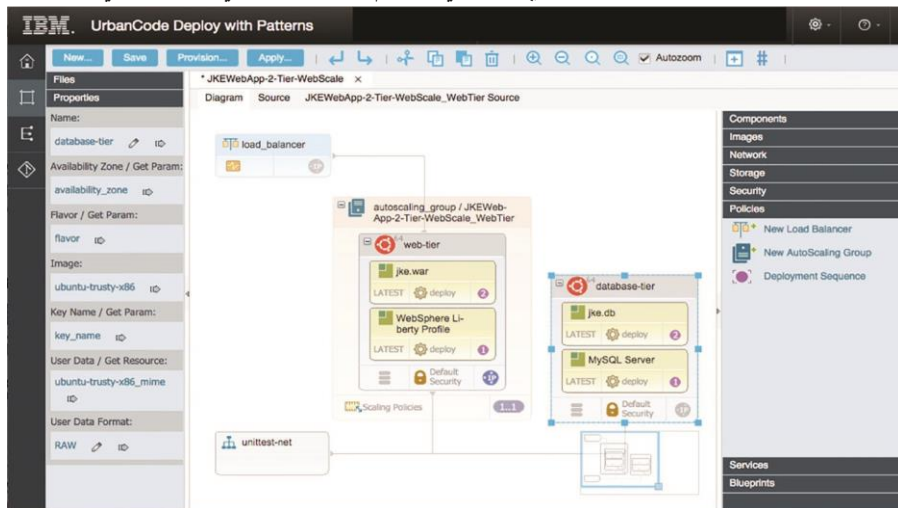 IBM. UrbanCode Deploy with Patterns
New... Save Provision... Apply... Autozoom
Files
Properties
Name:
database-tier
Availability Zone / Get Param:
availability_zone
Flavor / Get Param:
flavor
Image:
ubuntu-trusty-x86
Key Name / Get Param:
key_name
User Data / Get Resource:
ubuntu-trusty-x86_mime
User Data Format:
RAW
* JKEWebApp-2-Tier-WebScale
Diagram Source JKEWebApp-2-Tier-WebScale_WebTier Source
load_balancer
IP
autoscaling_group / JKEWeb-
App-2-Tier-WebScale_WebTier
web-tier
jke.war
LATEST deploy 2
WebSphere Li-
berty Profile
LATEST deploy 1
Default
Security
IP
Scaling Policies 1..1
database-tier
jke.db
LATEST deploy 2
MySQL Server
LATEST deploy 1
Default
Security
IP
unittest-net
Components
Images
Network
Storage
Security
Policies
New Load Balancer
New AutoScaling Group
Deployment Sequence
Services
Blueprints